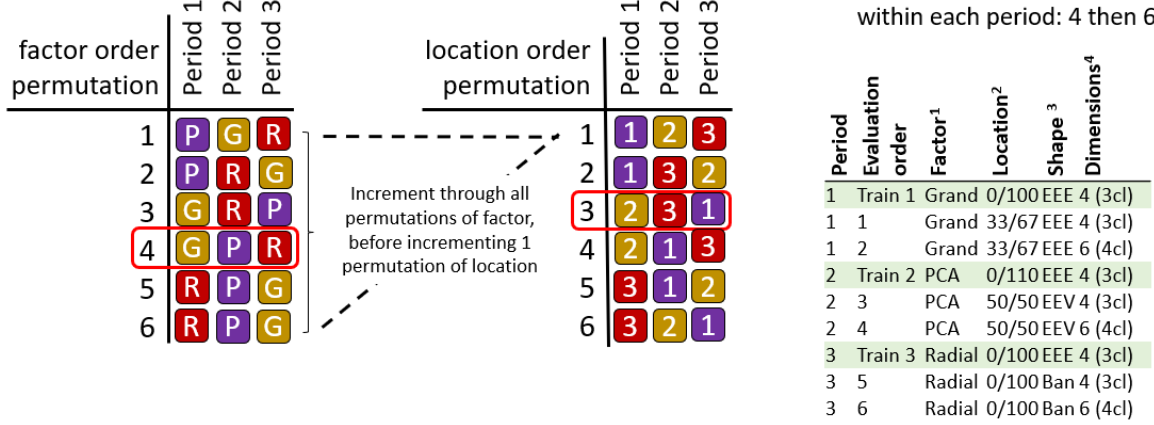 factor order
permutation
Period 1
Period 2
Period 3
1 P G R
2 P R G
3 G R P
4 G P R
5 R P G
6 R P G
Increment through all
permutations of factor,
before incrementing 1
permutation of location
location order
permutation
Period 1
Period 2
Period 3
1 1 2 3
2 1 3 2
3 2 3 1
4 2 1 3
5 3 1 2
6 3 2 1
within each period: 4 then 6
Period
Evaluation
order
Factor¹
Location²
Shape ³
Dimensions⁴
1 Train 1 Grand 0/100 EEE 4 (3cl)
1 1 Grand 33/67 EEE 4 (3cl)
1 2 Grand 33/67 EEE 6 (4cl)
2 Train 2 PCA 0/110 EEE 4 (3cl)
2 3 PCA 50/50 EEV 4 (3cl)
2 4 PCA 50/50 EEV 6 (4cl)
3 Train 3 Radial 0/100 EEE 4 (3cl)
3 5 Radial 0/100 Ban 4 (3cl)
3 6 Radial 0/100 Ban 6 (4cl)